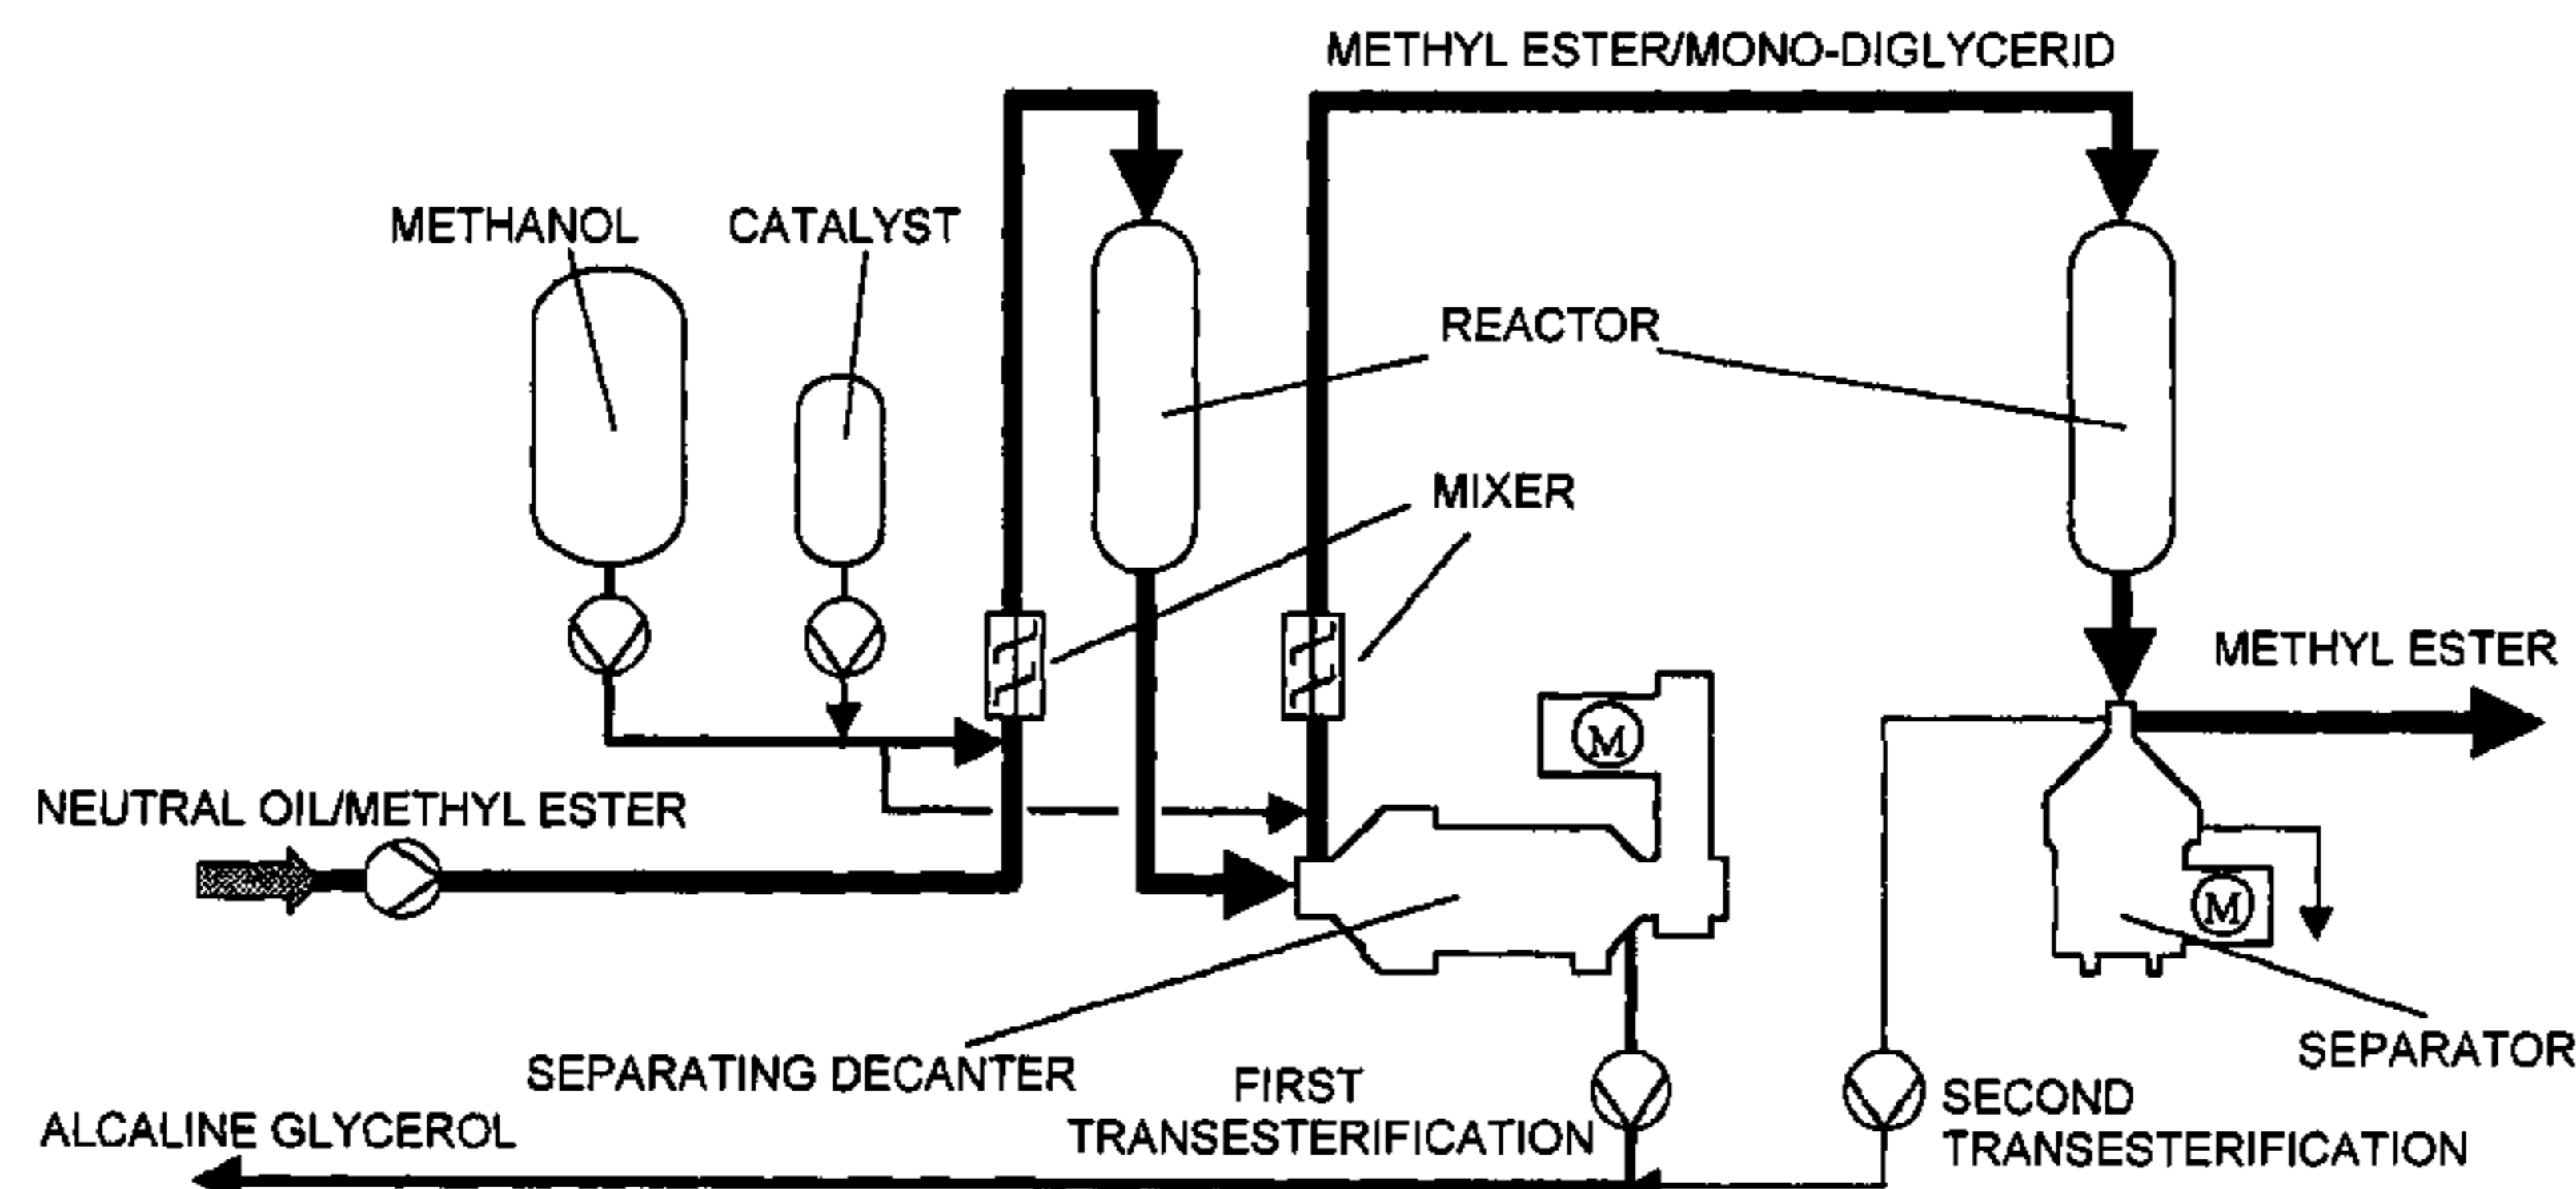 METHYL ESTER/MONO-DIGLYCERID
METHANOL
CATALYST
REACTOR
MIXER
METHYL ESTER
M
NEUTRAL OIL/METHYL ESTER
M
SEPARATOR
SEPARATING DECANTER
FIRST
TRANSESTERIFICATION
SECOND
TRANSESTERIFICATION
ALCALINE GLYCEROL